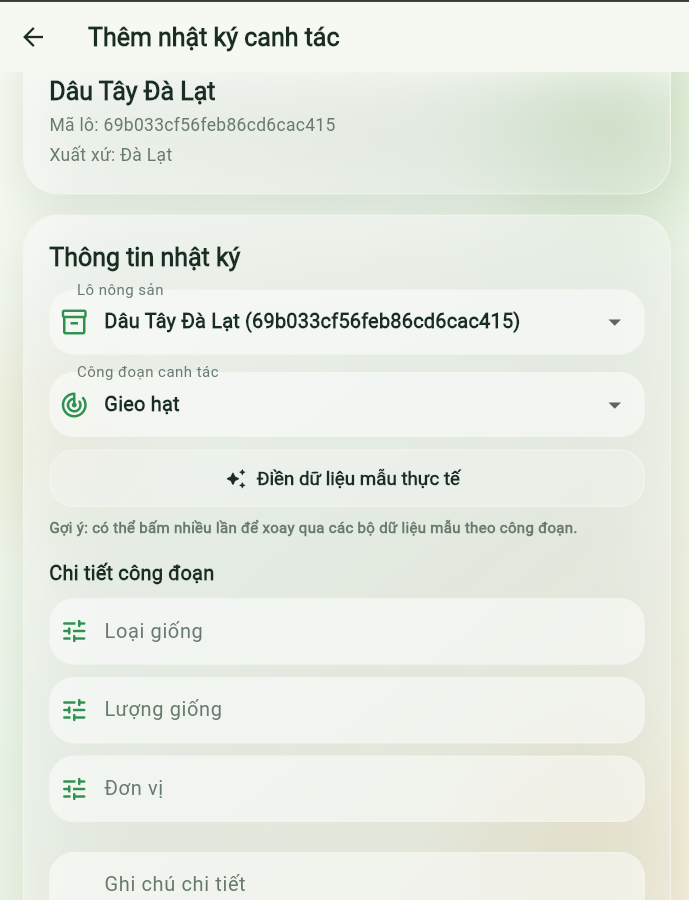 Thêm nhật ký canh tác
Dâu Tây Đà Lạt
Mã lô: 69b033cf56feb86cd6cac415
Xuất xứ: Đà Lạt
Thông tin nhật ký
Lô nông sản
Dâu Tây Đà Lạt (69b033cf56feb86cd6cac415)
Công đoạn canh tác
Gieo hạt
Điền dữ liệu mẫu thực tế
Gợi ý: có thể bấm nhiều lần để xoay qua các bộ dữ liệu mẫu theo công đoạn.
Chi tiết công đoạn
Loại giống
Lượng giống
Đơn vị
Ghi chú chi tiết